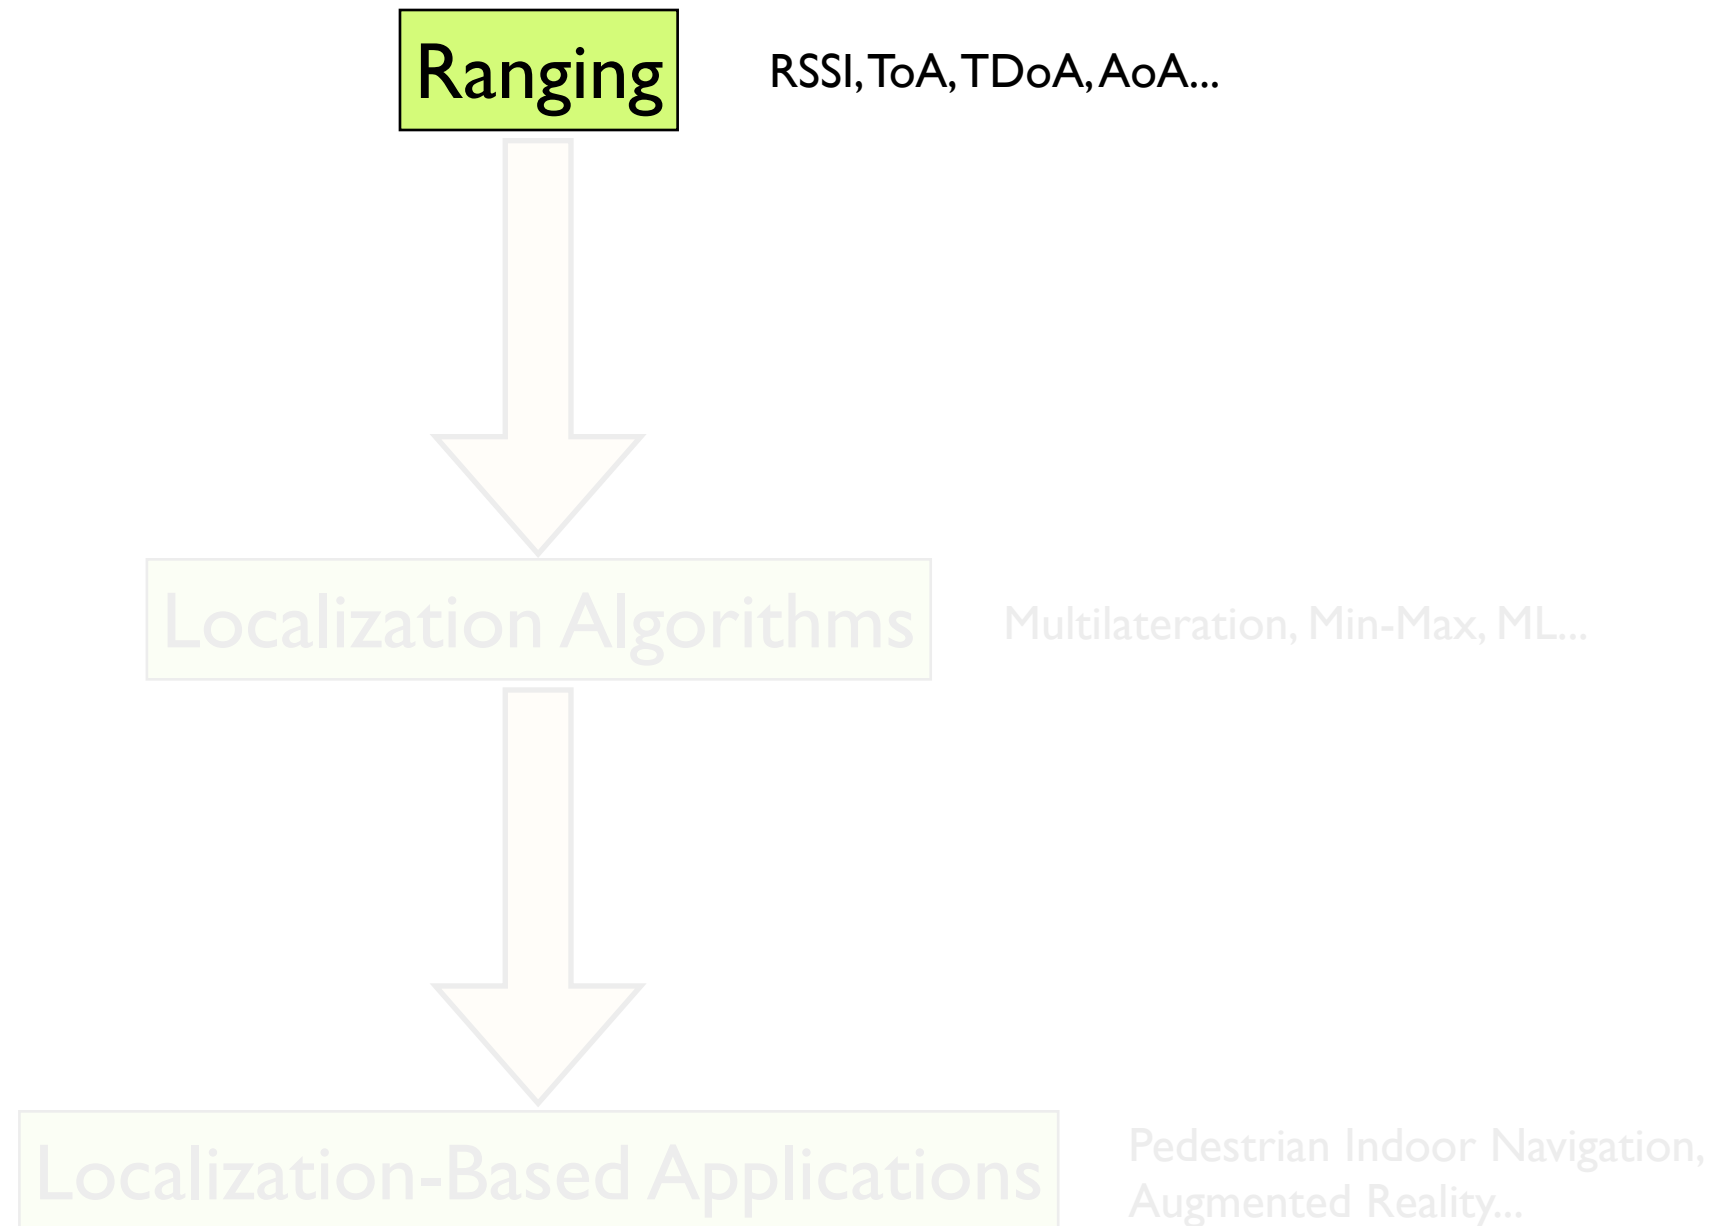 Ranging
RSSI, ToA, TDoA, AoA...
Localization Algorithms
Multilateration, Min-Max, ML...
Localization-Based Applications
Pedestrian Indoor Navigation,
Augmented Reality...